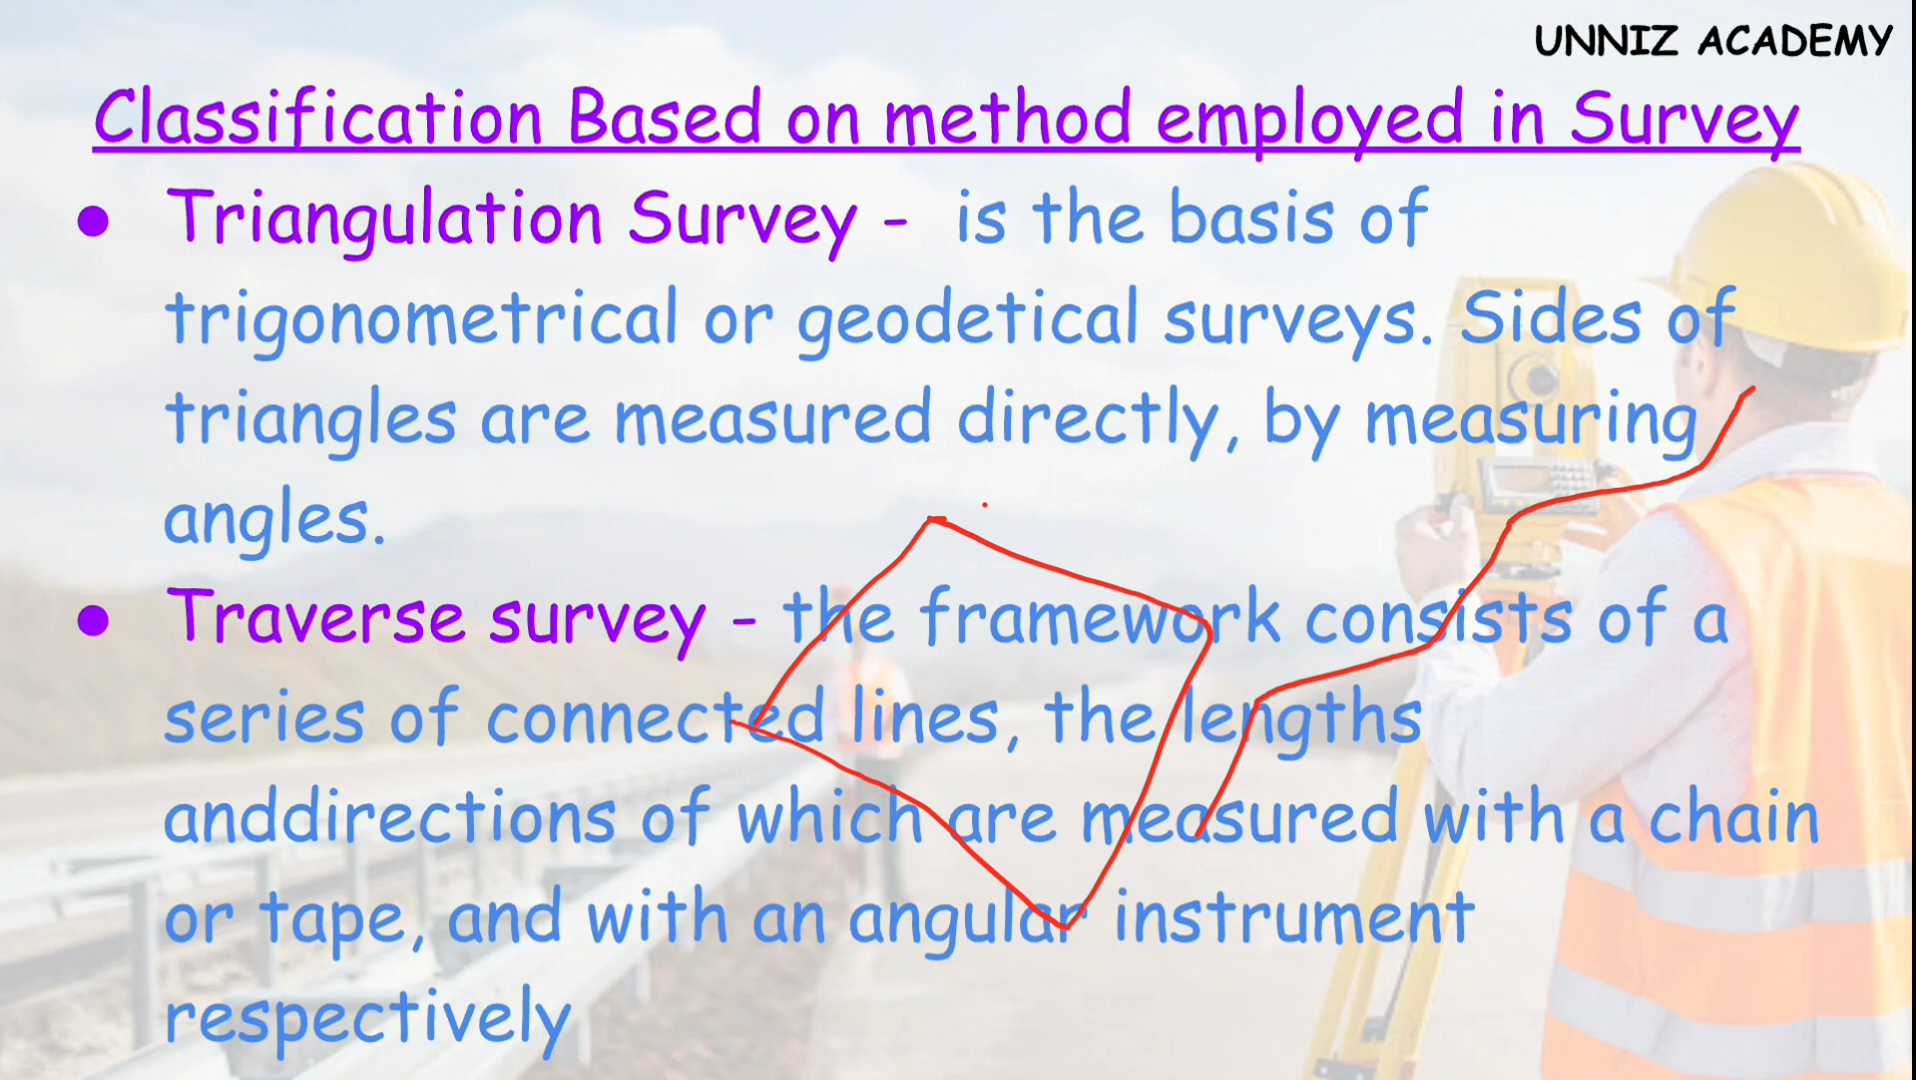 UNNIZ ACADEMY
Classification Based on method employed in Survey
● Triangulation Survey - is the basis of
trigonometrical or geodetical surveys. Sides of
triangles are measured directly, by measuring
angles.
● Traverse survey - the framework consists of a
series of connected lines, the lengths
anddirections of which are measured with a chain
or tape, and with an angular instrument
respectively